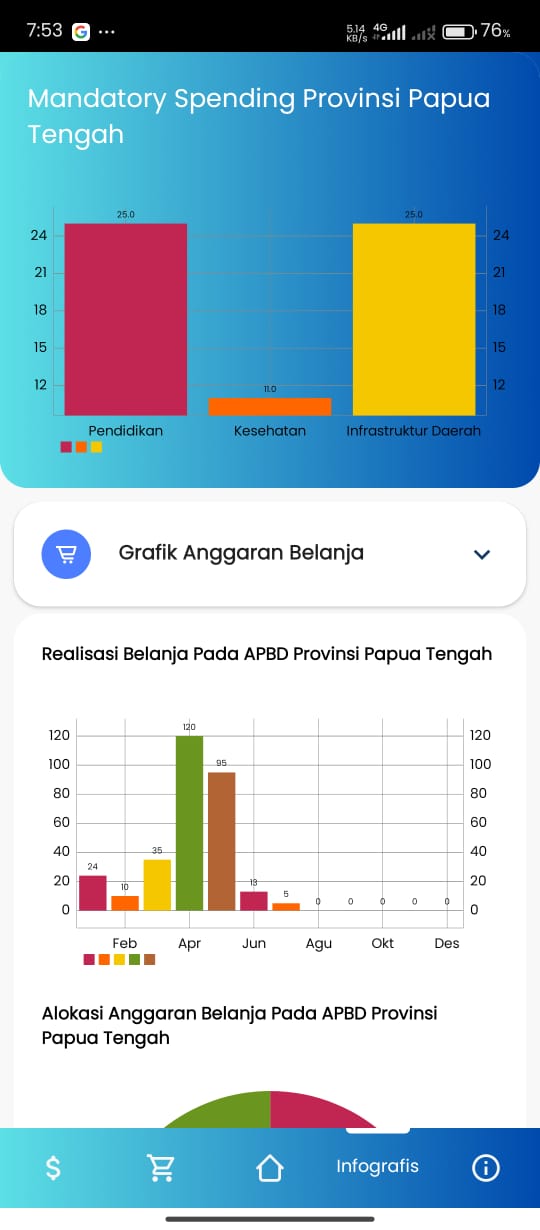 7:53 G ...
5.14 KB/s 4G 76%
Mandatory Spending Provinsi Papua
Tengah
25.0 25.0
24 24
21 21
18 18
15 15
12 11.0 12
Pendidikan Kesehatan Infrastruktur Daerah
Grafik Anggaran Belanja
Realisasi Belanja Pada APBD Provinsi Papua Tengah
120
120 120
100 100
95
80 80
60 60
40 35 40
24
20 10 13 20
5
0 0 0 0 0 0 0
Feb Apr Jun Agu Okt Des
Alokasi Anggaran Belanja Pada APBD Provinsi
Papua Tengah
$ Infografis i